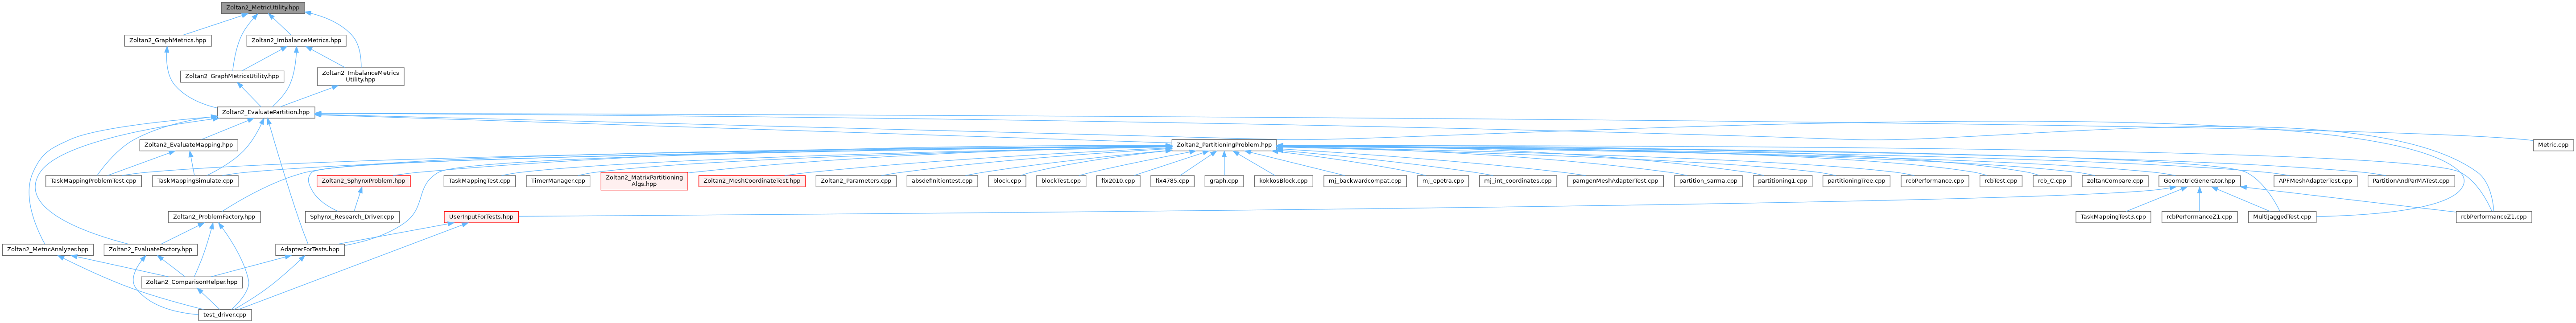 Zoltan2_MetricUtility.hpp
Zoltan2_GraphMetrics.hpp
Zoltan2_ImbalanceMetrics.hpp
Zoltan2_GraphMetricsUtility.hpp
Zoltan2_ImbalanceMetrics
Utility.hpp
Zoltan2_EvaluatePartition.hpp
Zoltan2_EvaluateMapping.hpp
Zoltan2_PartitioningProblem.hpp
Metric.cpp
TaskMappingProblemTest.cpp
TaskMappingSimulate.cpp
Zoltan2_SphynxProblem.hpp
TaskMappingTest.cpp
TimerManager.cpp
Zoltan2_MatrixPartitioning
Algs.hpp
Zoltan2_MeshCoordinateTest.hpp
Zoltan2_Parameters.cpp
absdefinitiontest.cpp
block.cpp
blockTest.cpp
fix2010.cpp
fix4785.cpp
graph.cpp
kokkosBlock.cpp
mj_backwardcompat.cpp
mj_epetra.cpp
mj_int_coordinates.cpp
pamgenMeshAdapterTest.cpp
partition_sarma.cpp
partitioning1.cpp
partitioningTree.cpp
rcbPerformance.cpp
rcbTest.cpp
rcb_C.cpp
zoltanCompare.cpp
GeometricGenerator.hpp
APFMeshAdapterTest.cpp
PartitionAndParMATest.cpp
Zoltan2_ProblemFactory.hpp
Sphynx_Research_Driver.cpp
UserInputForTests.hpp
TaskMappingTest3.cpp
rcbPerformanceZ1.cpp
MultiJaggedTest.cpp
rcbPerformanceZ1.cpp
Zoltan2_MetricAnalyzer.hpp
Zoltan2_EvaluateFactory.hpp
AdapterForTests.hpp
Zoltan2_ComparisonHelper.hpp
test_driver.cpp